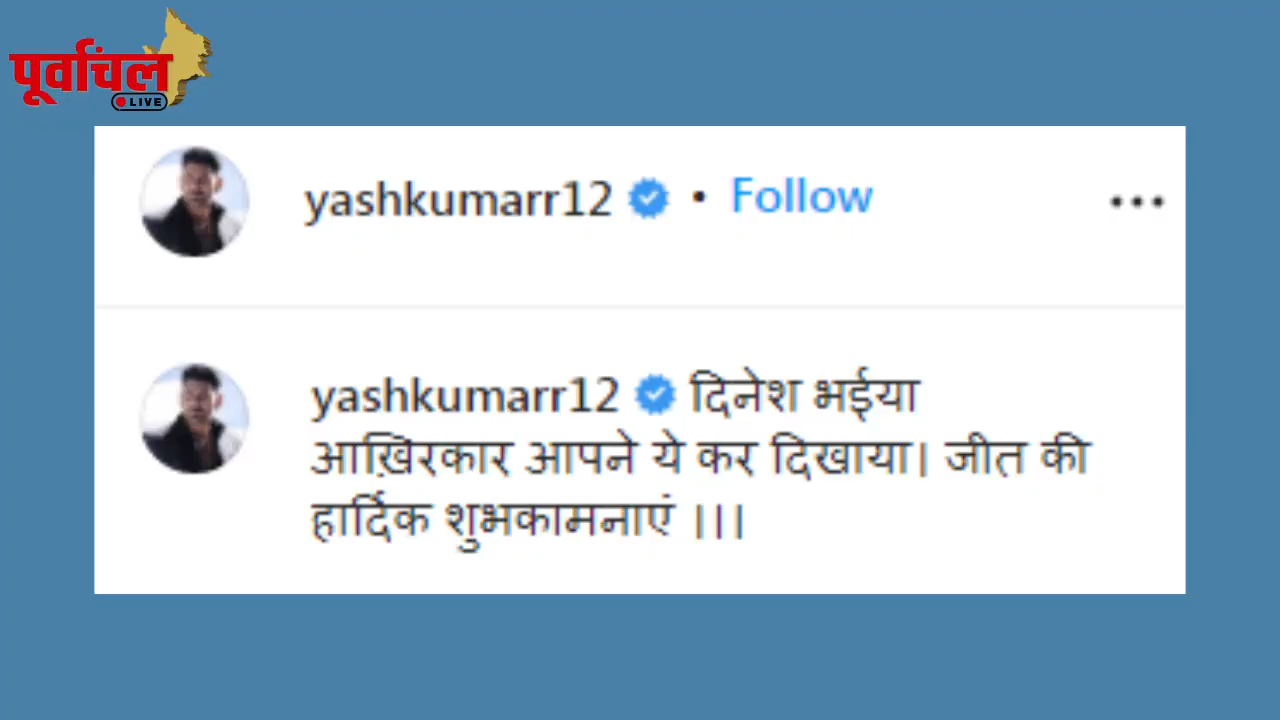 पूर्वांचल
LIVE
yashkumarr12 • Follow
yashkumarr12 दिनेश भईया
आख़िरकार आपने ये कर दिखाया। जीत की
हार्दिक शुभकामनाएं ।।।